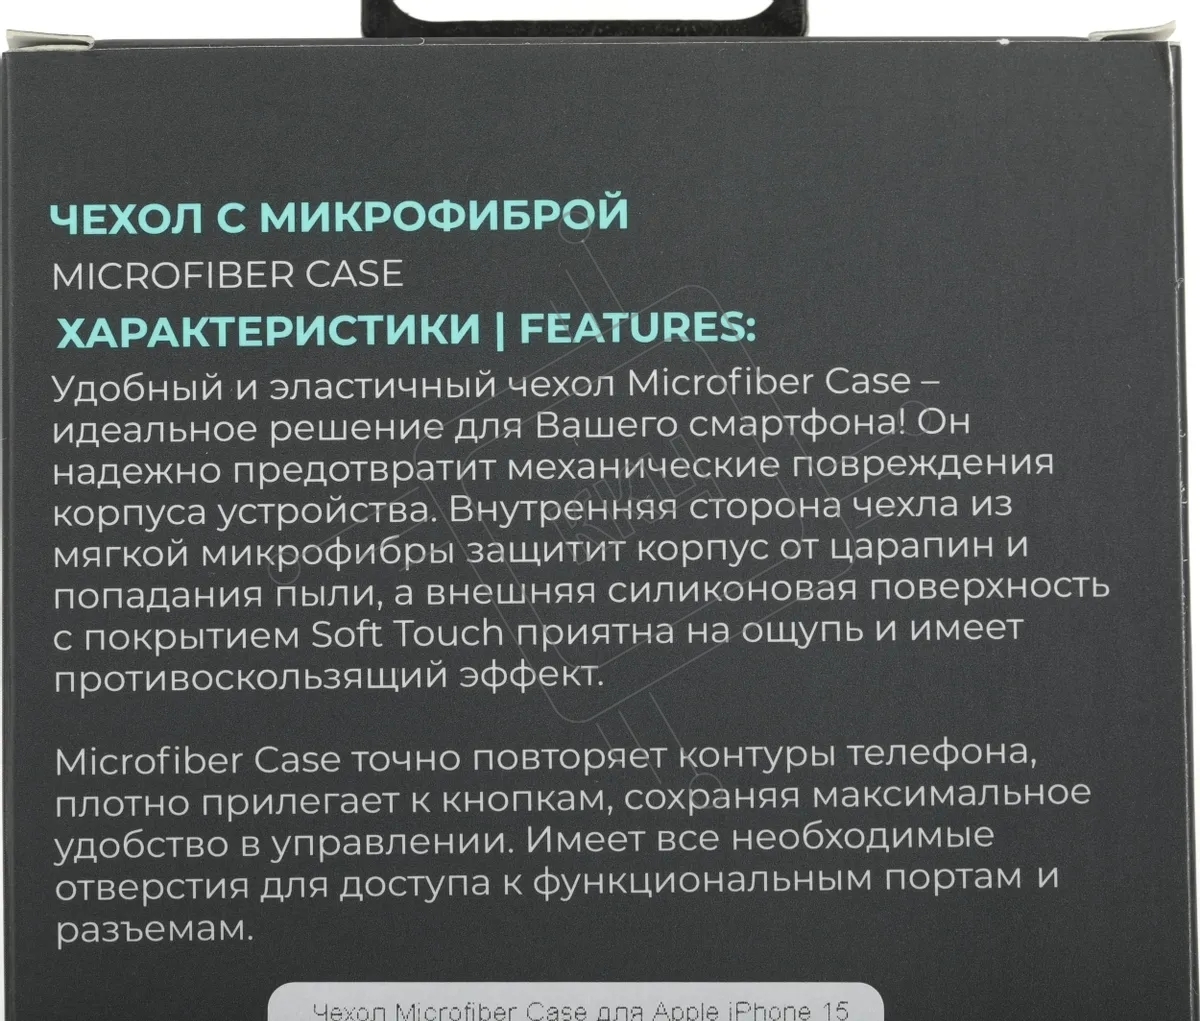 ЧЕХОЛ С МИКРОФИБРОЙ
MICROFIBER CASE
ХАРАКТЕРИСТИКИ | FEATURES:
Удобный и эластичный чехол Microfiber Case –
идеальное решение для Вашего смартфона! Он
надежно предотвратит механические повреждения
корпуса устройства. Внутренняя сторона чехла из
мягкой микрофибры защитит корпус от царапин и
попадания пыли, а внешняя силиконовая поверхность
с покрытием Soft Touch приятна на ощупь и имеет
противоскользящий эффект.
Microfiber Case точно повторяет контуры телефона,
плотно прилегает к кнопкам, сохраняя максимальное
удобство в управлении. Имеет все необходимые
отверстия для доступа к функциональным портам и
разъемам.
Чехол Microfiber Case для Apple iPhone 15